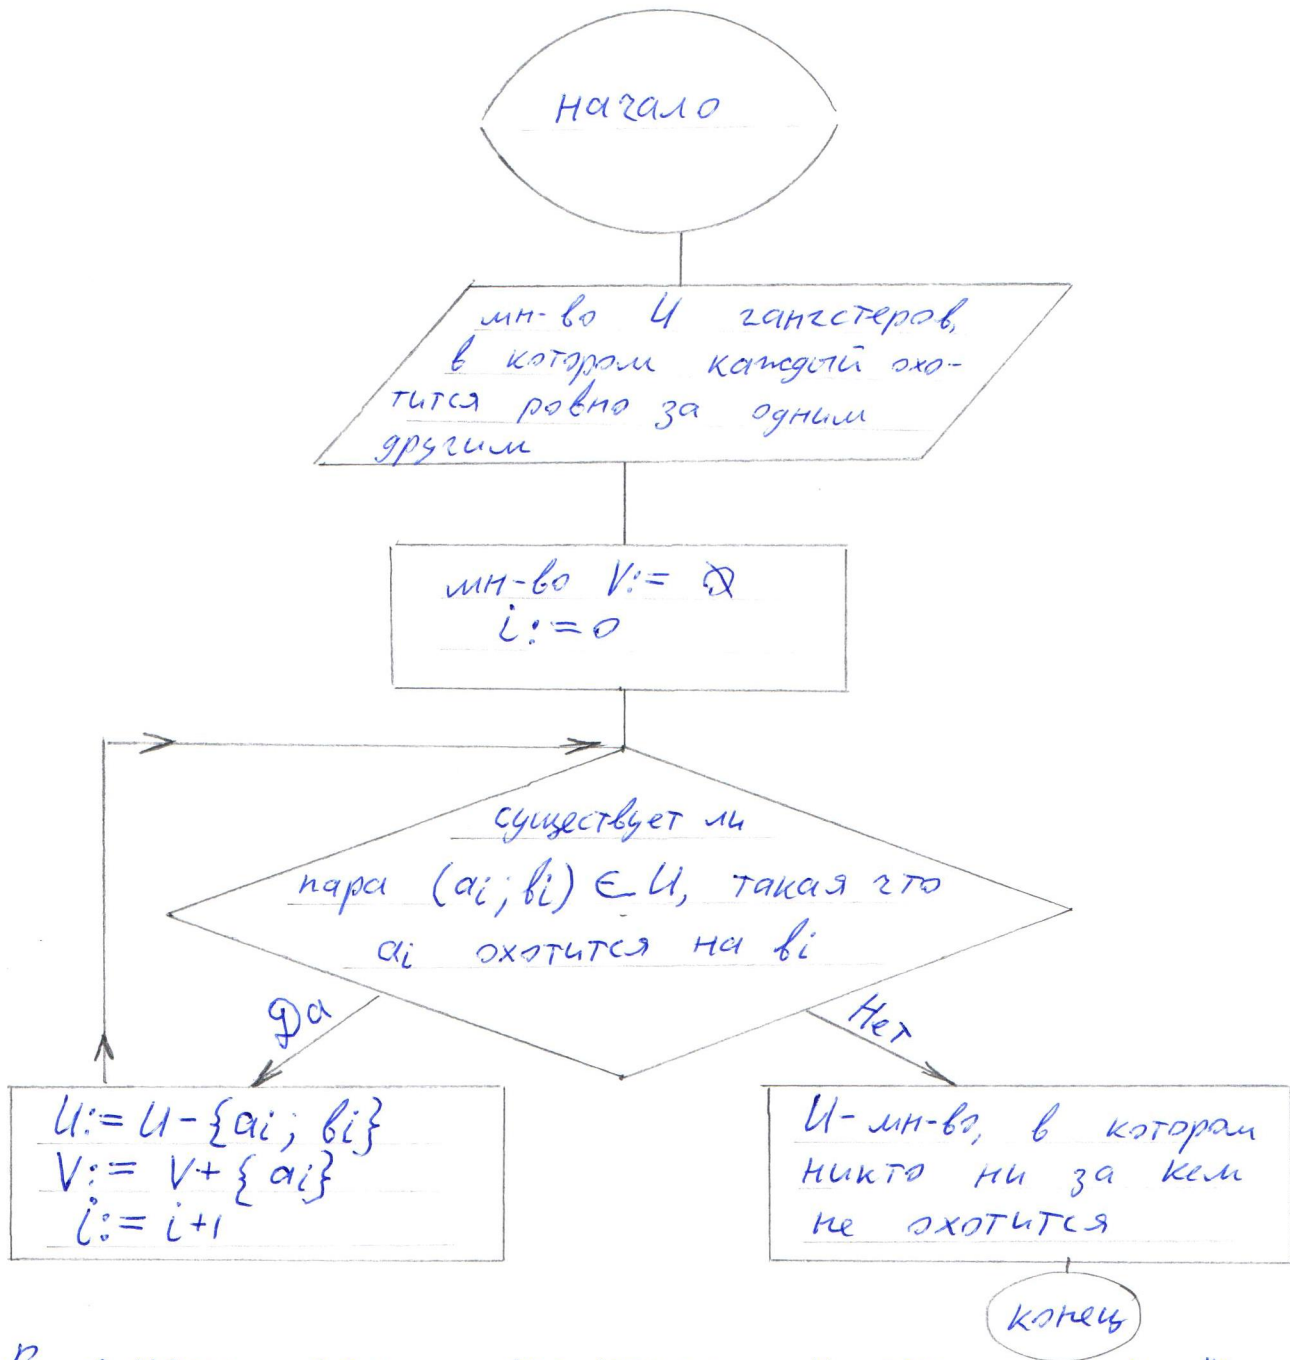 начало
мн-во U гангстеров,
в котором каждый охо-
тится ровно за одним
другим
мн-во V:= ∅
i:=0
существует ли
пара (ai; bi) ∈ U, такая что
ai охотится на bi
Да
Нет
U:= U-{ai; bi}
V:= V+{ai}
i:= i+1
U-мн-во, в котором
никто ни за кем
не охотится
конец